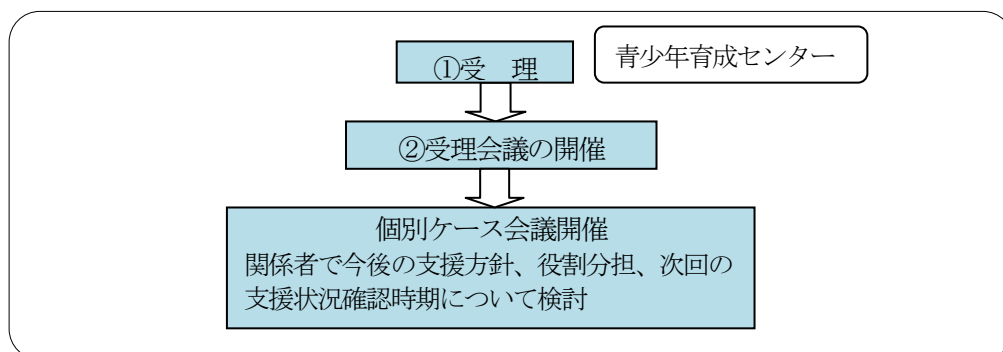 ①受　理
青少年育成センター
②受理会議の開催
個別ケース会議開催
関係者で今後の支援方針、役割分担、次回の
支援状況確認時期について検討